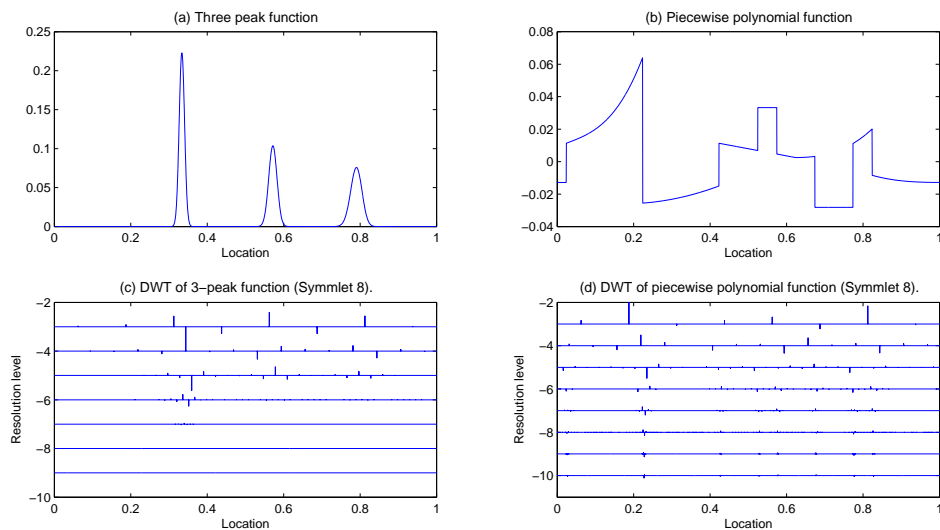 (a) Three peak function
0.25
0.2
0.15
0.1
0.05
0
0 0.2 0.4 0.6 0.8 1
Location
(b) Piecewise polynomial function
0.08
0.06
0.04
0.02
0
−0.02
−0.04
0 0.2 0.4 0.6 0.8 1
Location
(c) DWT of 3−peak function (Symmlet 8).
Resolution level
−2
−4
−6
−8
−10
0 0.2 0.4 0.6 0.8 1
Location
(d) DWT of piecewise polynomial function (Symmlet 8).
Resolution level
−2
−4
−6
−8
−10
0 0.2 0.4 0.6 0.8 1
Location